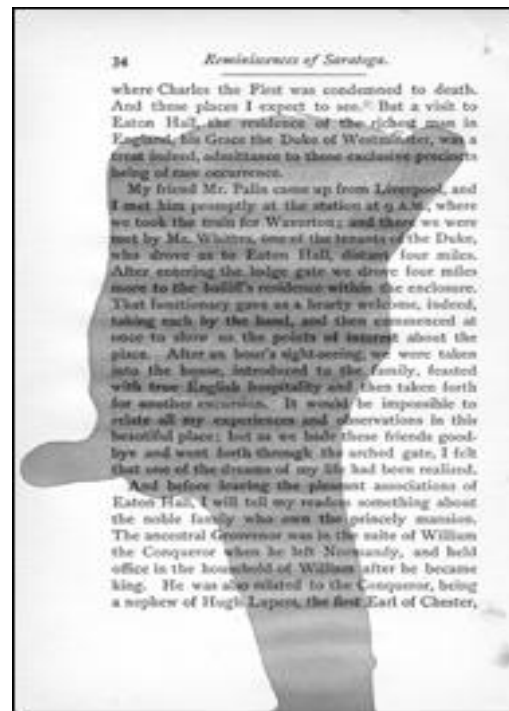 34 Reminiscences of Saratoga.
where Charles the First was condemned to death.
And these places I expect to see." But a visit to
Eaton Hall, the residence of the richest man in
England, his Grace the Duke of Westminster, was a
treat indeed, admittance to those exclusive precincts
being of rare occurrence.
My friend Mr. Palin came up from Liverpool, and
I met him promptly at the station at 9 A.M., where
we took the train for Waverton; and there we were
met by Mr. Whitten, one of the tenants of the Duke,
who drove us to Eaton Hall, distant four miles.
After entering the lodge gate we drove four miles
more to the bailiff's residence within the enclosure.
That functionary gave us a hearty welcome, indeed,
taking each by the hand, and then commenced at
once to show us the points of interest about the
place. After an hour's sight-seeing, we were taken
into the house, introduced to the family, feasted
with true English hospitality and then taken forth
for another excursion. It would be impossible to
relate all my experiences and observations in this
beautiful place; but as we bade these friends good-
bye and went forth through the arched gate, I felt
that one of the dreams of my life had been realized.
And before leaving the pleasant associations of
Eaton Hall, I will tell my readers something about
the noble family who own the princely mansion.
The ancestral Grosvenor was in the suite of William
the Conqueror when he left Normandy, and held
office in the household of William after he became
king. He was also related to the Conqueror, being
a nephew of Hugh Lupus, the first Earl of Chester,